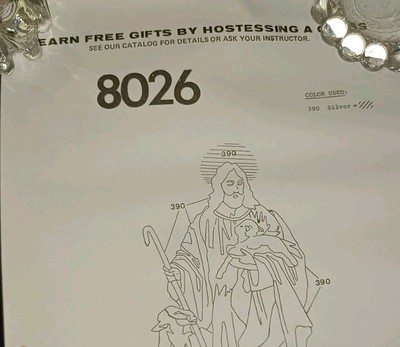 EARN FREE GIFTS BY HOSTESSING A
SEE OUR CATALOG FOR DETAILS OR ASK YOUR INSTRUCTOR.
8026
COLOR USED:
390 Silver =
390
390
390